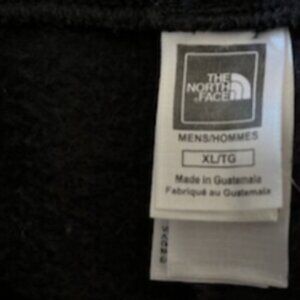 THE
NORTH
FACE
MENS/HOMMES
XL/TG
Made in Guatemala
Fabriqué au Guatemala